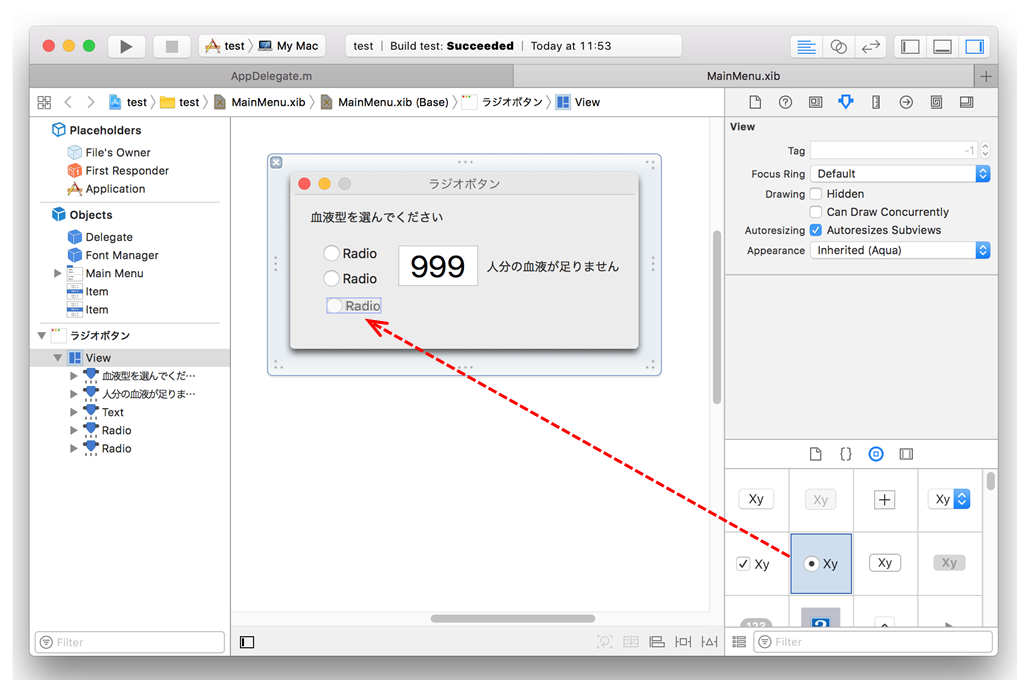 test My Mac test | Build test: Succeeded | Today at 11:53
AppDelegate.m MainMenu.xib
test test MainMenu.xib MainMenu.xib (Base) ラジオボタン View
Placeholders
File's Owner
First Responder
Application
Objects
Delegate
Font Manager
Main Menu
Item
Item
ラジオボタン
View
血液型を選んでくだ…
人分の血液が足りま…
Text
Radio
Radio
Filter
ラジオボタン
血液型を選んでください
Radio
Radio
Radio
999
人分の血液が足りません
View
Tag -1
Focus Ring Default
Drawing Hidden
Can Draw Concurrently
Autoresizing Autoresizes Subviews
Appearance Inherited (Aqua)
{}
Xy Xy Xy
Xy Xy Xy Xy
123 ?
Filter